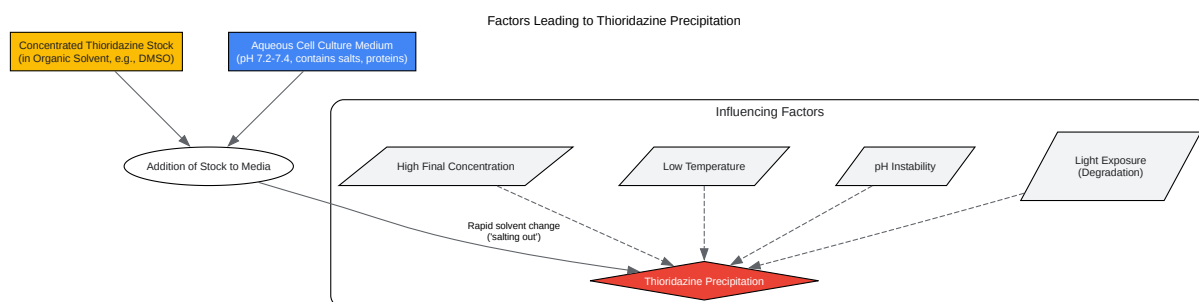 Factors Leading to Thioridazine Precipitation
Concentrated Thioridazine Stock
(in Organic Solvent, e.g., DMSO)
Aqueous Cell Culture Medium
(pH 7.2-7.4, contains salts, proteins)
Influencing Factors
Addition of Stock to Media
High Final Concentration
Low Temperature
pH Instability
Light Exposure
(Degradation)
Rapid solvent change
('salting out')
Thioridazine Precipitation